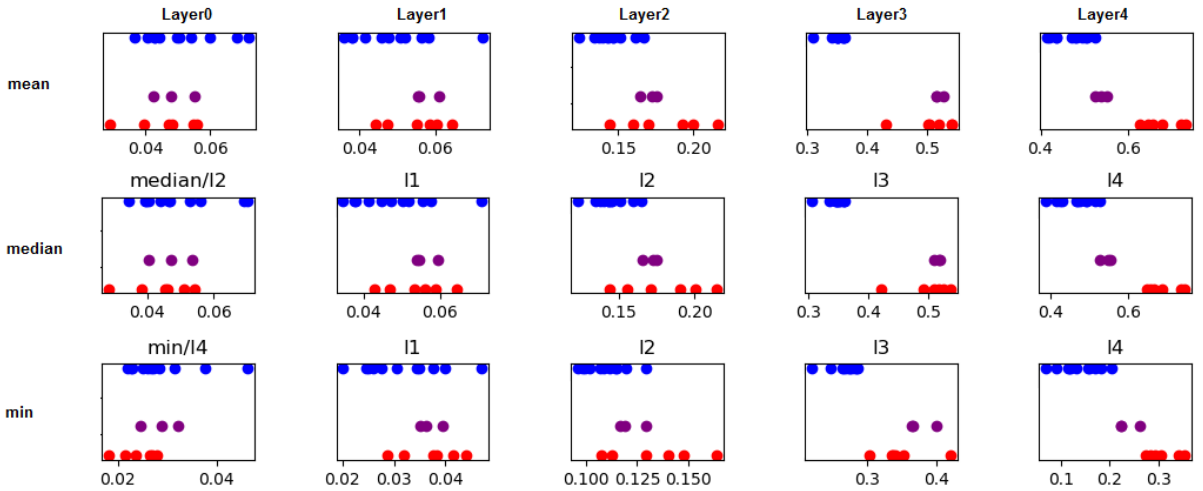 Layer0 Layer1 Layer2 Layer3 Layer4
mean
0.04 0.06 0.04 0.06 0.15 0.20 0.3 0.4 0.5 0.4 0.6
median/l2 l1 l2 l3 l4
median
0.04 0.06 0.04 0.06 0.15 0.20 0.3 0.4 0.5 0.4 0.6
min/l4 l1 l2 l3 l4
min
0.02 0.04 0.02 0.04 0.100 0.125 0.150 0.3 0.4 0.1 0.2 0.3